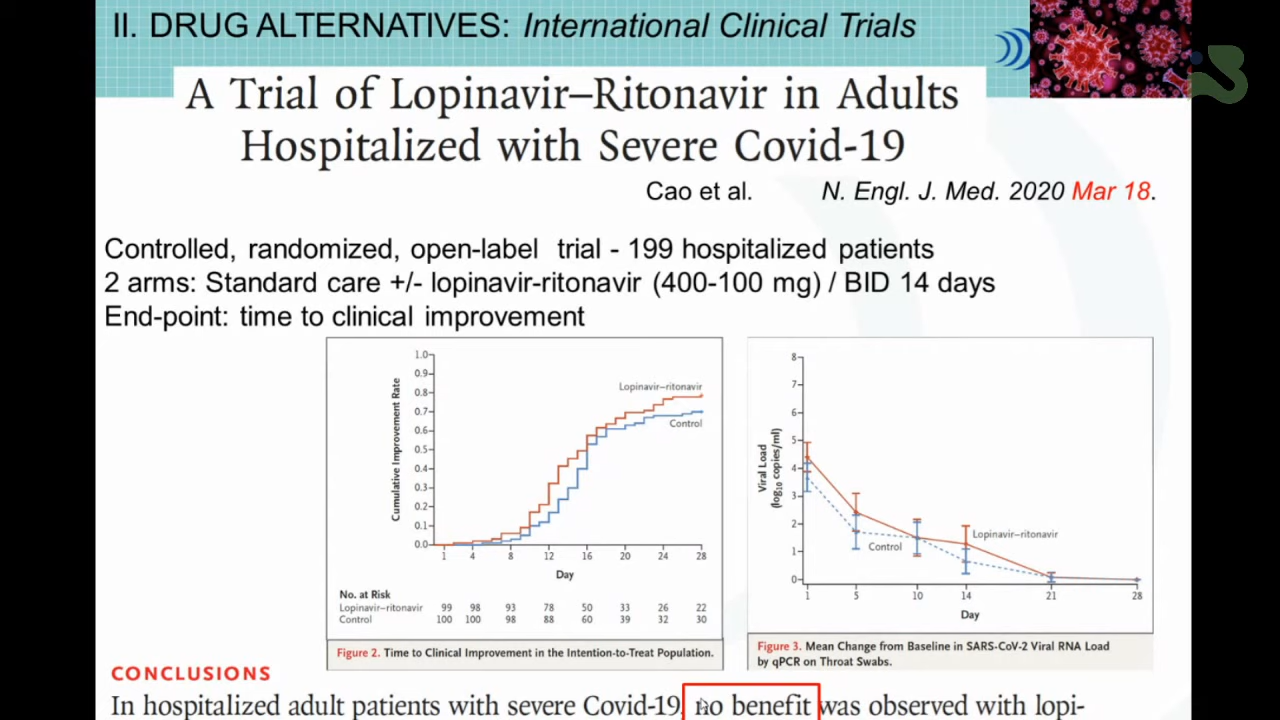 II. DRUG ALTERNATIVES: International Clinical Trials
A Trial of Lopinavir–Ritonavir in Adults
Hospitalized with Severe Covid-19
Cao et al. N. Engl. J. Med. 2020 Mar 18.
Controlled, randomized, open-label trial - 199 hospitalized patients
2 arms: Standard care +/- lopinavir-ritonavir (400-100 mg) / BID 14 days
End-point: time to clinical improvement
Cumulative Improvement Rate
1.0
0.9
0.8
0.7
0.6
0.5
0.4
0.3
0.2
0.1
0.0
Lopinavir–ritonavir
Control
1 4 8 12 16 20 24 28
Day
No. at Risk
Lopinavir–ritonavir 99 98 93 78 50 33 26 22
Control 100 100 98 88 60 39 32 30
Figure 2. Time to Clinical Improvement in the Intention-to-Treat Population.
Viral Load
(log10 copies/ml)
8
7
6
5
4
3
2
1
0
Lopinavir–ritonavir
Control
1 5 10 14 21 28
Day
Figure 3. Mean Change from Baseline in SARS-CoV-2 Viral RNA Load
by qPCR on Throat Swabs.
CONCLUSIONS
In hospitalized adult patients with severe Covid-19, no benefit was observed with lopi-